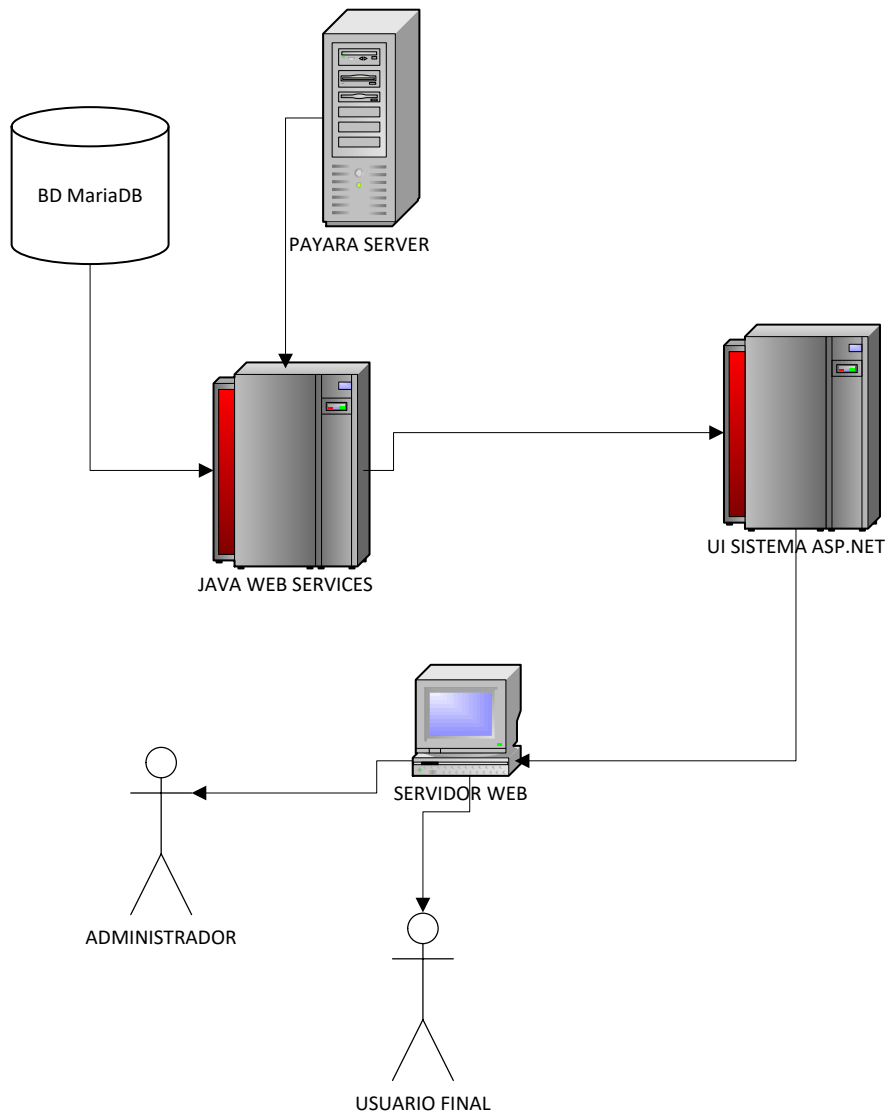 BD MariaDB
PAYARA SERVER
JAVA WEB SERVICES
UI SISTEMA ASP.NET
SERVIDOR WEB
ADMINISTRADOR
USUARIO FINAL